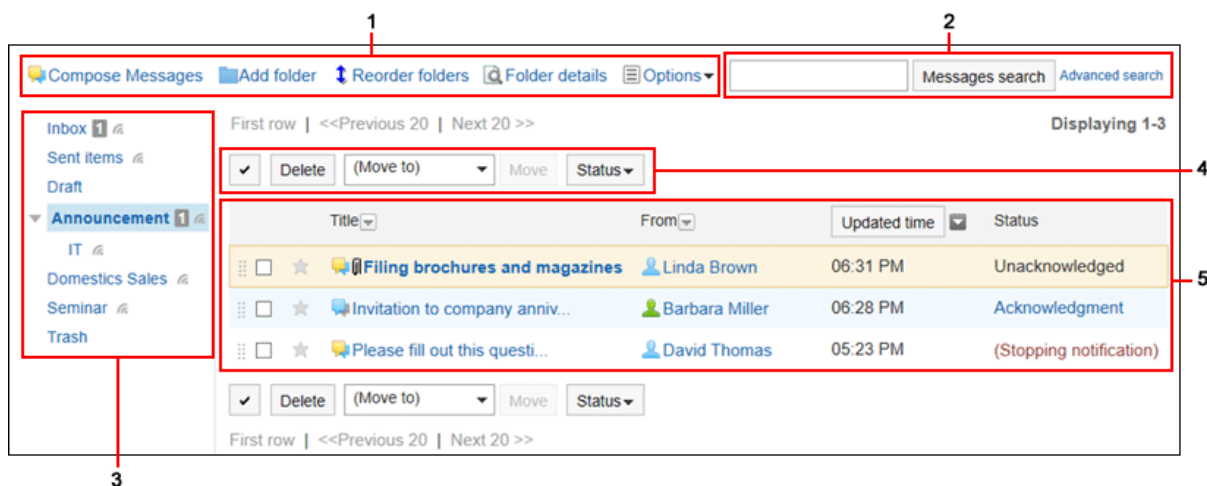 1 2
Compose Messages Add folder Reorder folders Folder details Options Messages search Advanced search
Inbox 1 First row | <<Previous 20 | Next 20 >> Displaying 1-3
Sent items Delete (Move to) Move Status 4
Draft
Announcement 1 Title From Updated time Status
IT
Filing brochures and magazines Linda Brown 06:31 PM Unacknowledged 5
Domestics Sales
Seminar Invitation to company anniv... Barbara Miller 06:28 PM Acknowledgment
Trash Please fill out this questi... David Thomas 05:23 PM (Stopping notification)
Delete (Move to) Move Status
First row | <<Previous 20 | Next 20 >>
3